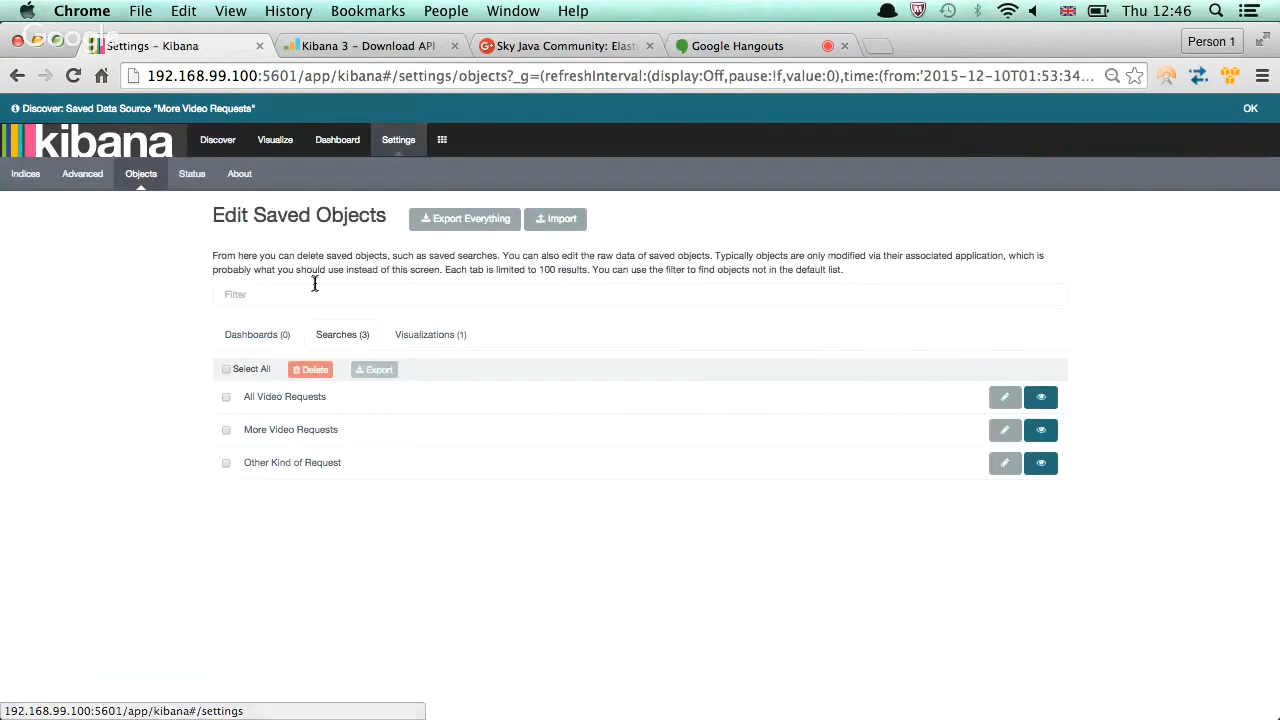 Chrome File Edit View History Bookmarks People Window Help Thu 12:46
Google
Settings – Kibana
Kibana 3 – Download API
Sky Java Community: Elast
Google Hangouts
Person 1
192.168.99.100:5601/app/kibana#/settings/objects?_g=(refreshInterval:(display:Off,pause:!f,value:0),time:(from:'2015-12-10T01:53:34...
Discover: Saved Data Source "More Video Requests" OK
kibana Discover Visualize Dashboard Settings
Indices Advanced Objects Status About
Edit Saved Objects Export Everything Import
From here you can delete saved objects, such as saved searches. You can also edit the raw data of saved objects. Typically objects are only modified via their associated application, which is
probably what you should use instead of this screen. Each tab is limited to 100 results. You can use the filter to find objects not in the default list.
Filter
Dashboards (0) Searches (3) Visualizations (1)
Select All Delete Export
All Video Requests
More Video Requests
Other Kind of Request
192.168.99.100:5601/app/kibana#/settings